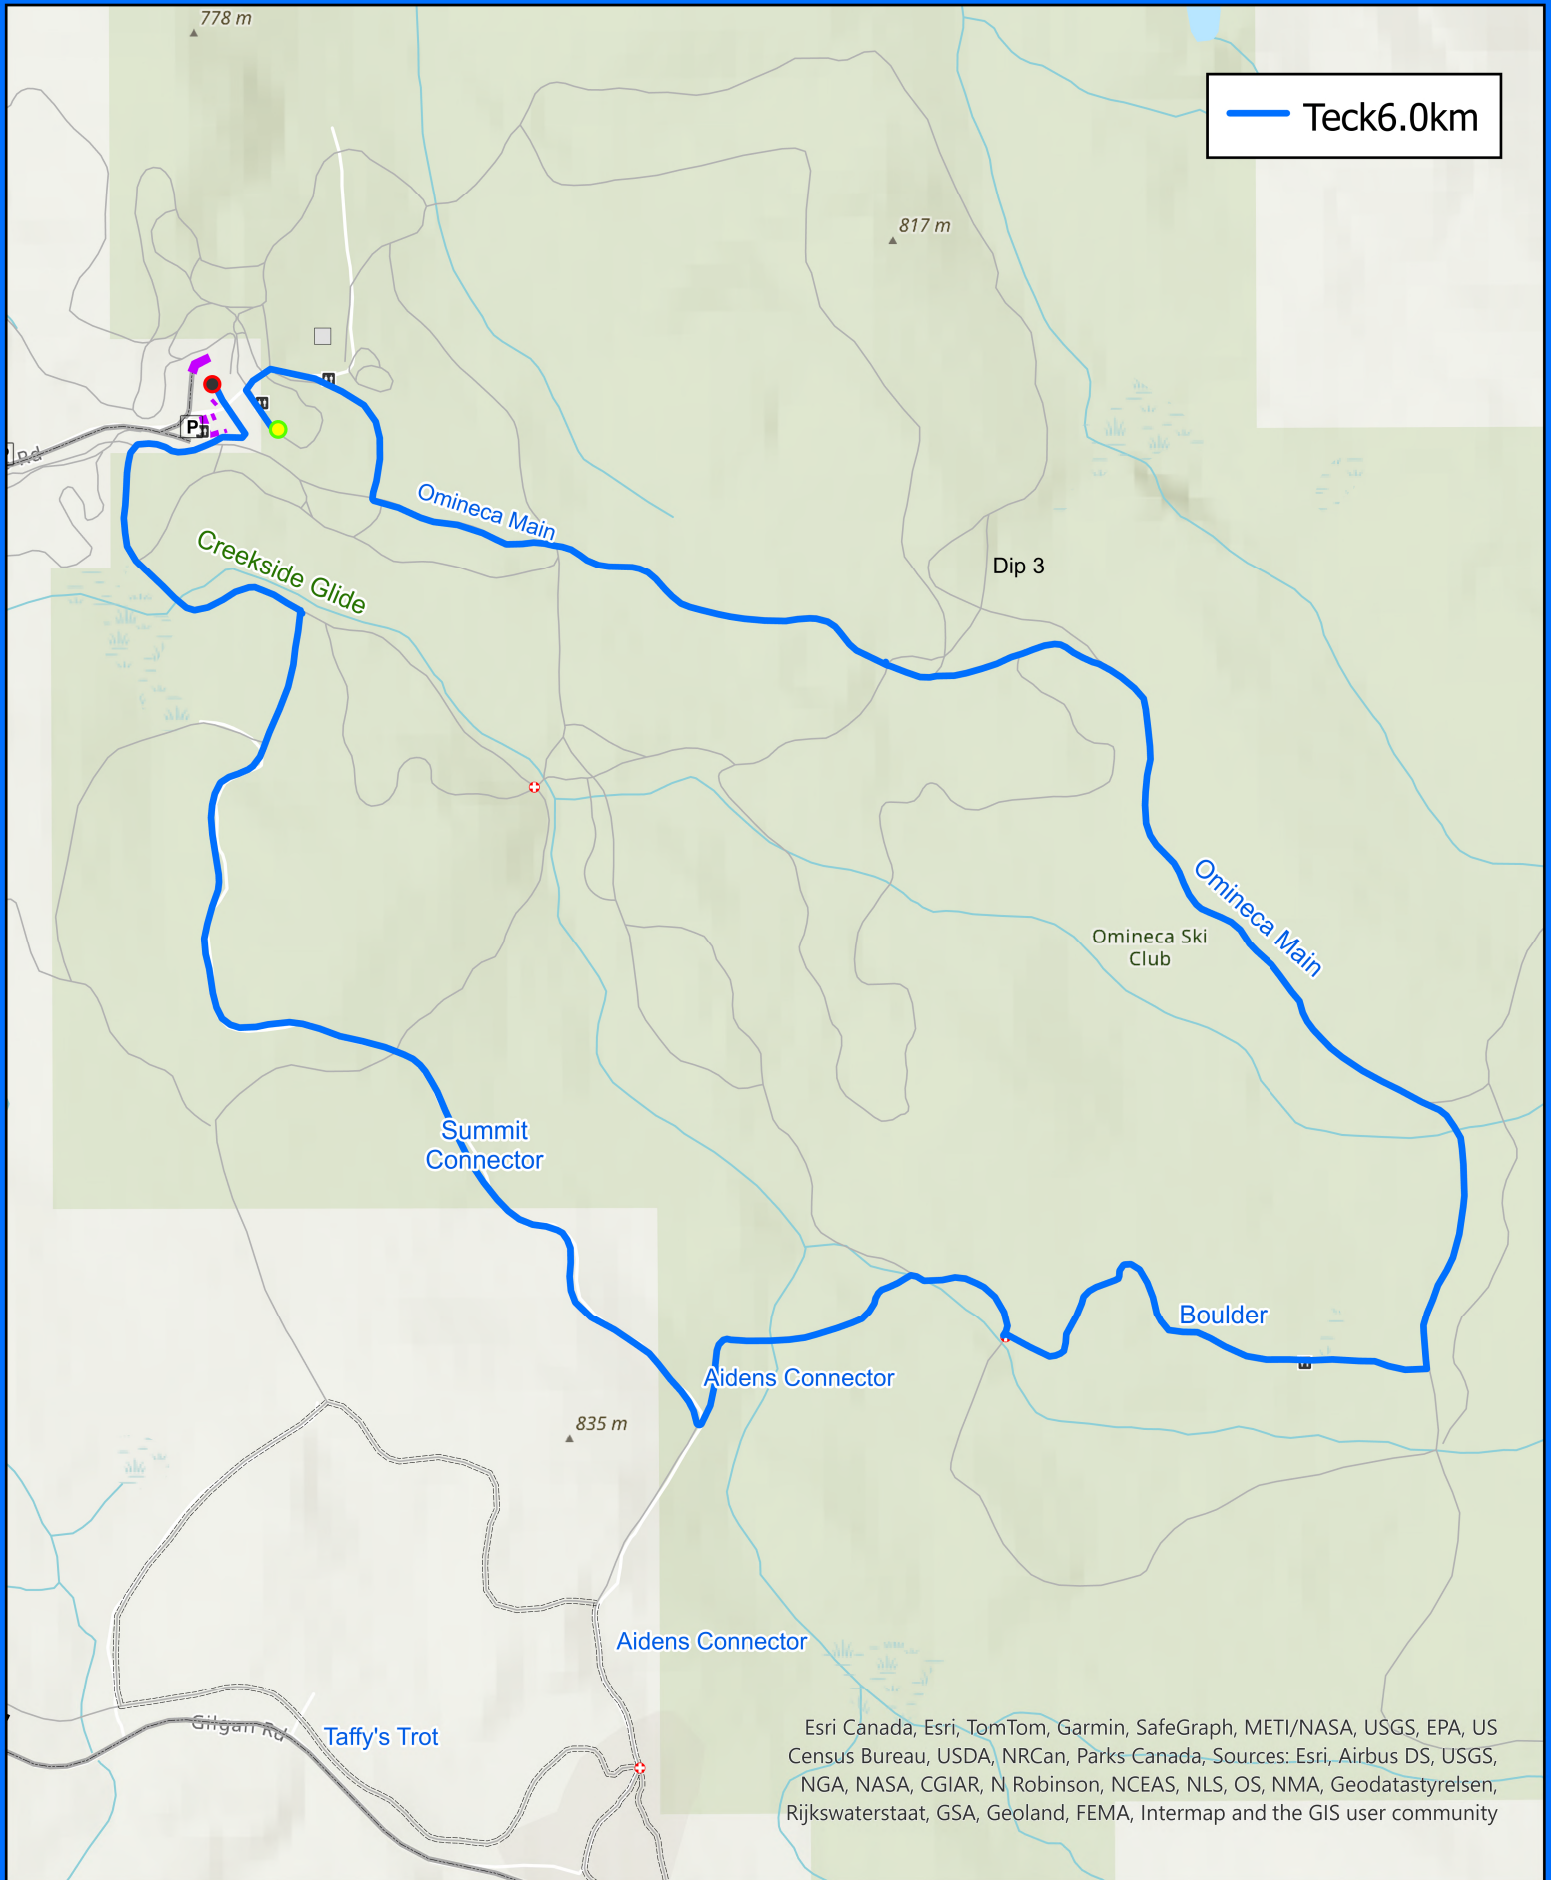 778 m
Teck6.0km
817 m
P
Rd
Omineca Main
Creekside Glide
Dip 3
Omineca Main
Omineca Ski
Club
Summit
Connector
Boulder
Aidens Connector
835 m
Aidens Connector
Gilgan Rd
Taffy's Trot
Esri Canada, Esri, TomTom, Garmin, SafeGraph, METI/NASA, USGS, EPA, US
Census Bureau, USDA, NRCan, Parks Canada, Sources: Esri, Airbus DS, USGS,
NGA, NASA, CGIAR, N Robinson, NCEAS, NLS, OS, NMA, Geodatastyrelsen,
Rijkswaterstaat, GSA, Geoland, FEMA, Intermap and the GIS user community